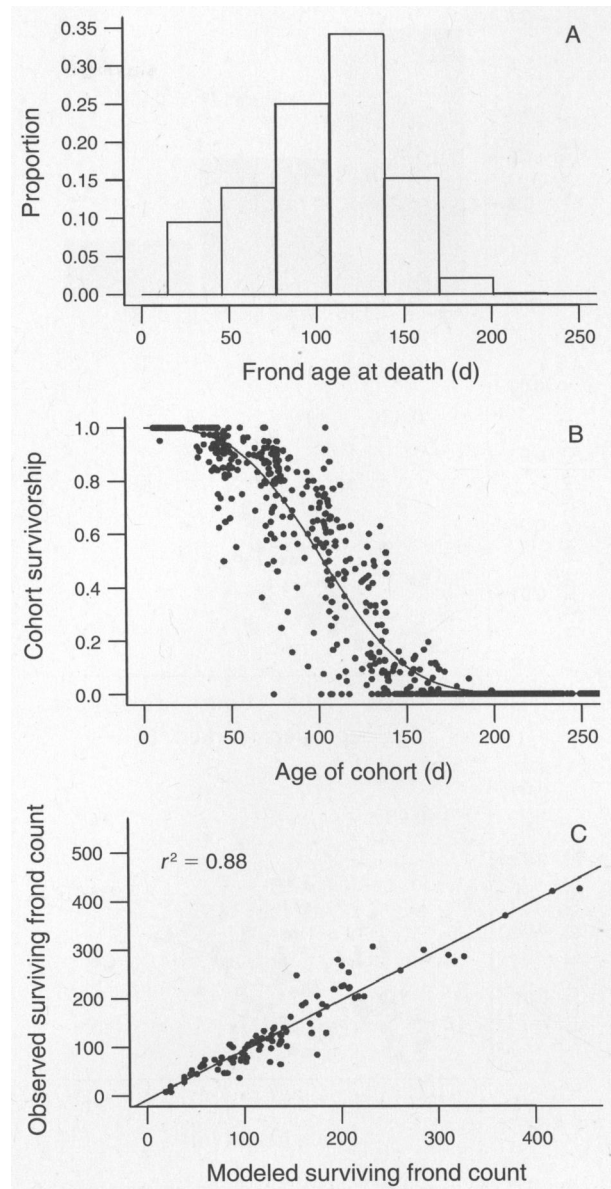 A
0.35
0.30
0.25
0.20
0.15
0.10
0.05
0.00
Proportion
0 50 100 150 200 250
Frond age at death (d)
B
1.0
0.8
0.6
0.4
0.2
0.0
Cohort survivorship
0 50 100 150 200 250
Age of cohort (d)
C
r² = 0.88
500
400
300
200
100
0
Observed surviving frond count
0 100 200 300 400
Modeled surviving frond count